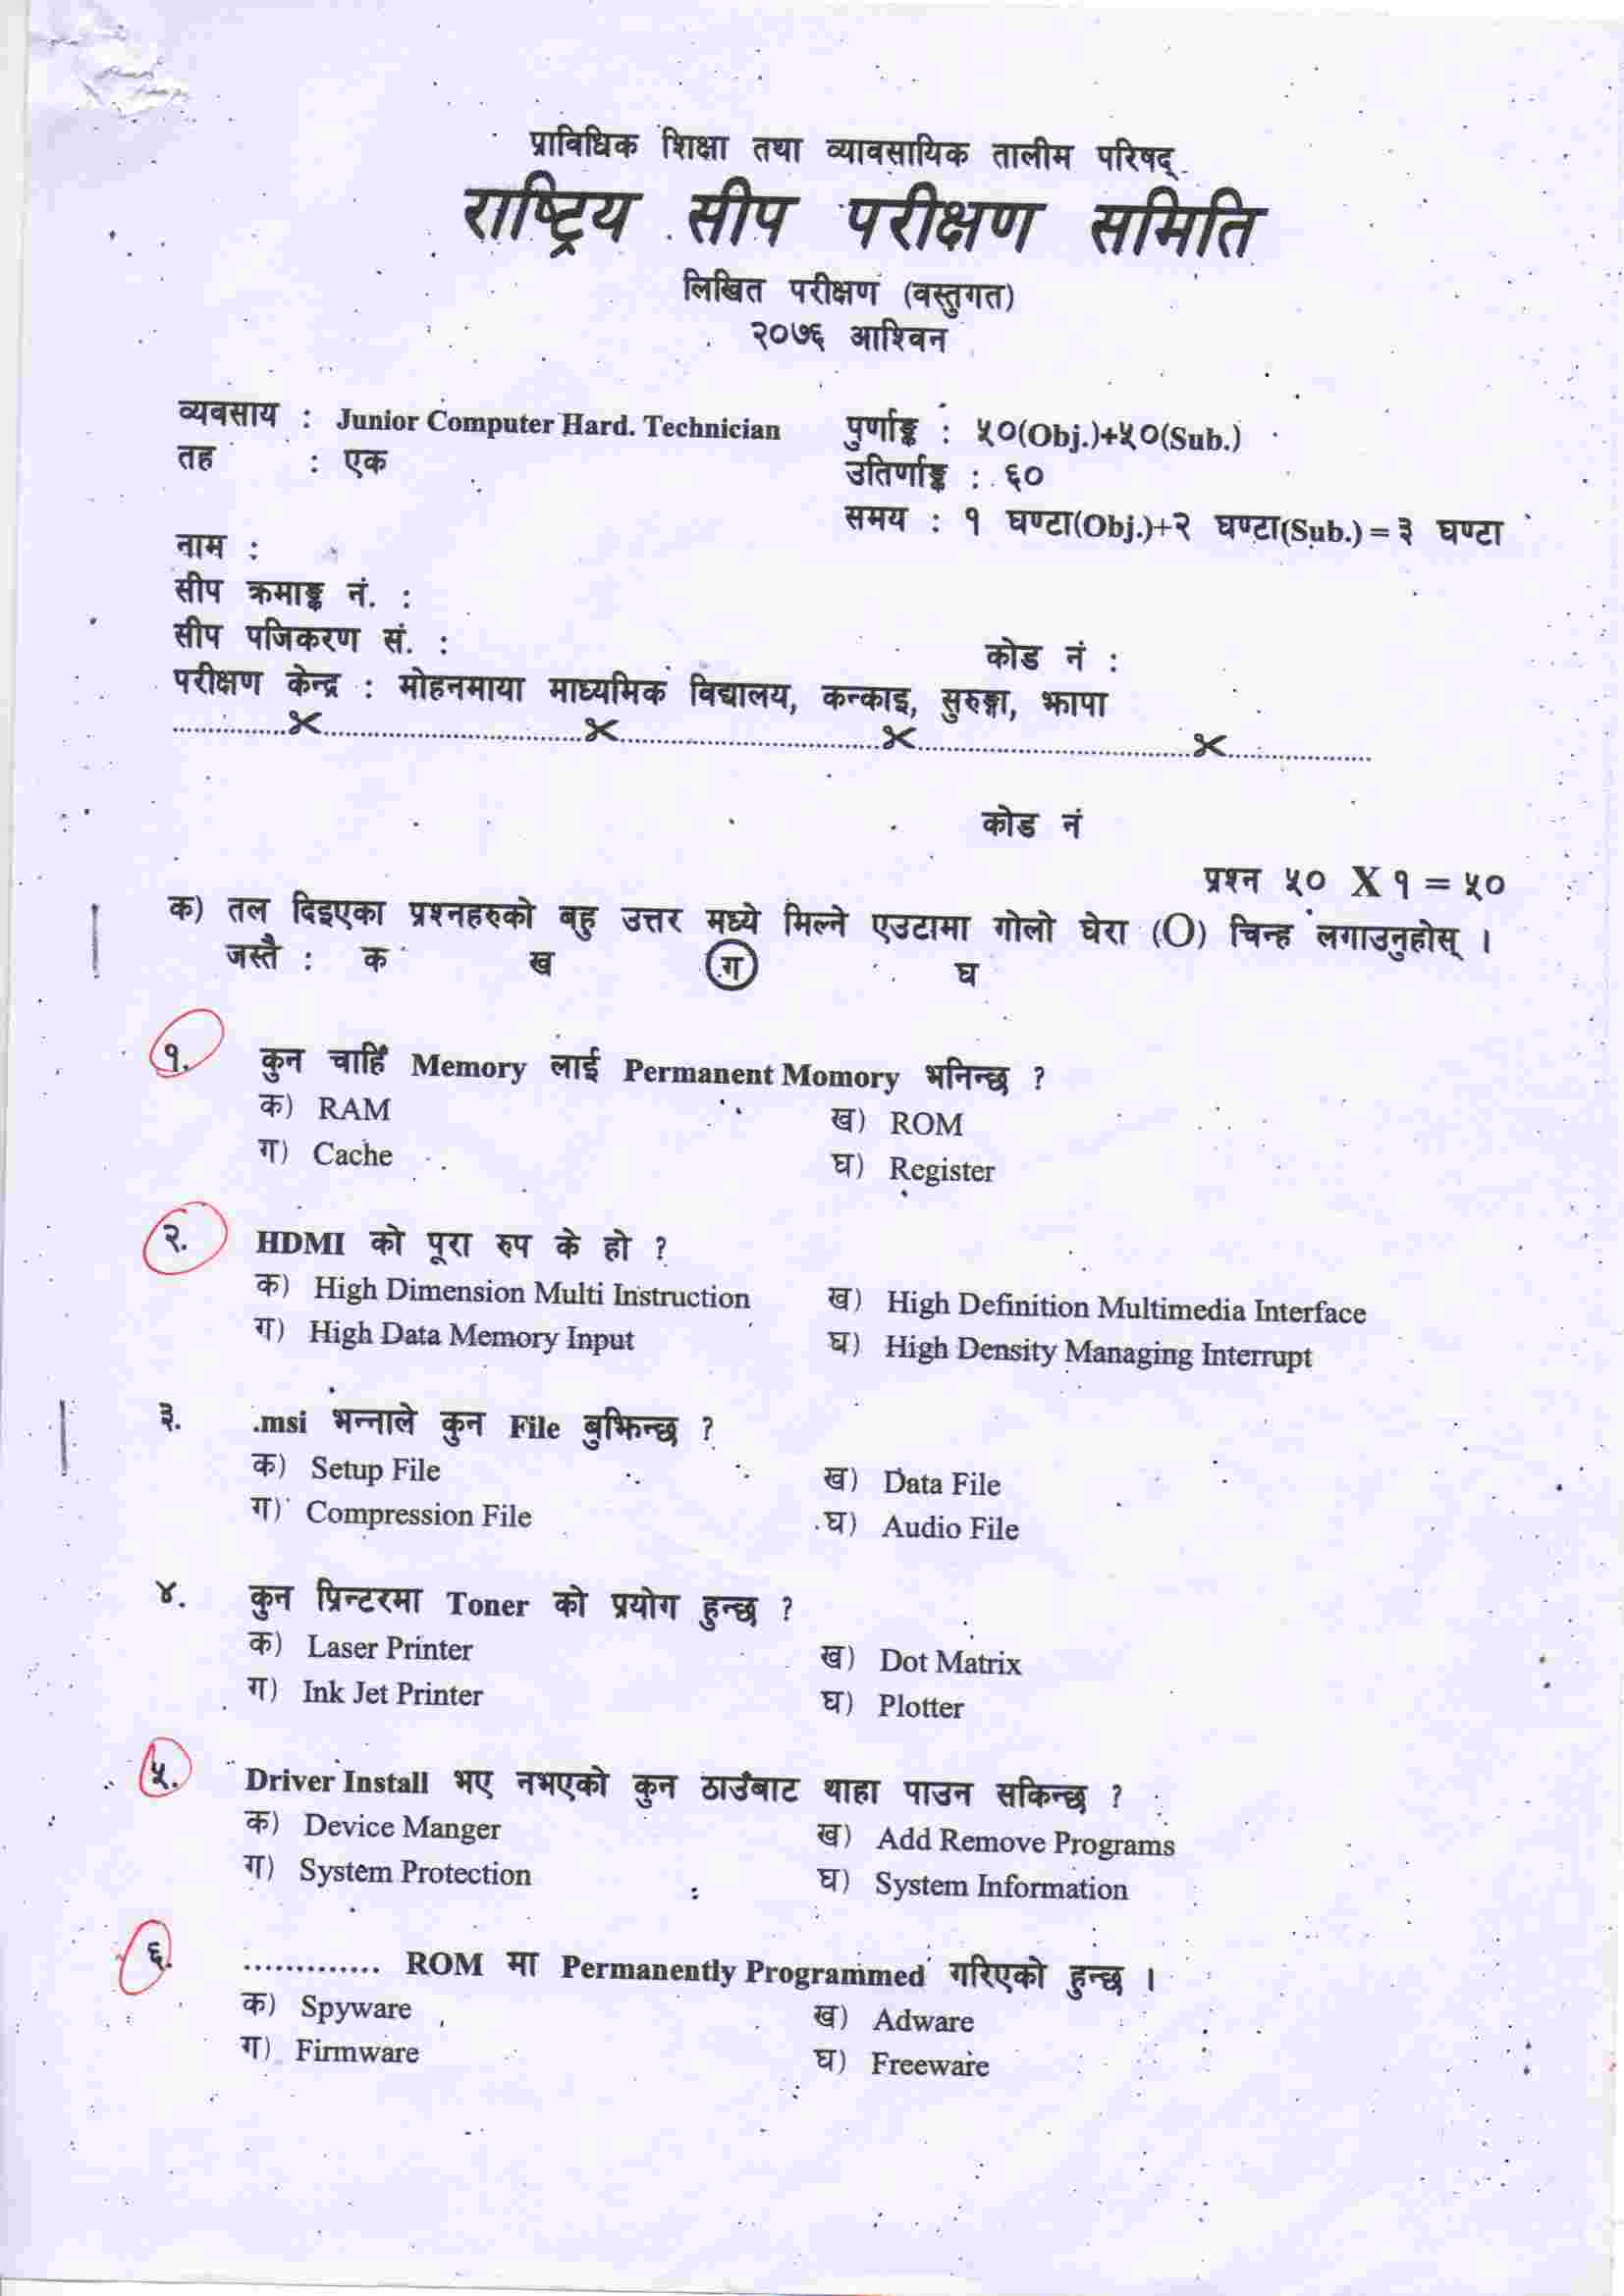 प्राविधिक शिक्षा तथा व्यावसायिक तालीम परिषद्
राष्ट्रिय सीप परीक्षण समिति
लिखित परीक्षण (वस्तुगत)
२०७६ आश्विन
व्यवसाय : Junior Computer Hard. Technician पुर्णाङ्क : ५०(Obj.)+५०(Sub.)
तह : एक उतिर्णाङ्क : ६०
समय : १ घण्टा(Obj.)+२ घण्टा(Sub.) = ३ घण्टा
नाम :
सीप क्रमाङ्क नं. :
सीप पजिकरण सं. : कोड नं :
परीक्षण केन्द्र : मोहनमाया माध्यमिक विद्यालय, कन्काइ, सुरुङ्गा, झापा
कोड नं
प्रश्न ५० X १ = ५०
क) तल दिइएका प्रश्नहरुको बहु उत्तर मध्ये मिल्ने एउटामा गोलो घेरा (O) चिन्ह लगाउनुहोस् ।
जस्तै : क ख ग घ
१. कुन चाहिँ Memory लाई Permanent Momory भनिन्छ ?
क) RAM ख) ROM
ग) Cache घ) Register
२. HDMI को पूरा रुप के हो ?
क) High Dimension Multi Instruction ख) High Definition Multimedia Interface
ग) High Data Memory Input घ) High Density Managing Interrupt
३. .msi भन्नाले कुन File बुझिन्छ ?
क) Setup File ख) Data File
ग) Compression File घ) Audio File
४. कुन प्रिन्टरमा Toner को प्रयोग हुन्छ ?
क) Laser Printer ख) Dot Matrix
ग) Ink Jet Printer घ) Plotter
५. Driver Install भए नभएको कुन ठाउँबाट थाहा पाउन सकिन्छ ?
क) Device Manger ख) Add Remove Programs
ग) System Protection घ) System Information
६. ............. ROM मा Permanently Programmed गरिएको हुन्छ ।
क) Spyware ख) Adware
ग) Firmware घ) Freeware